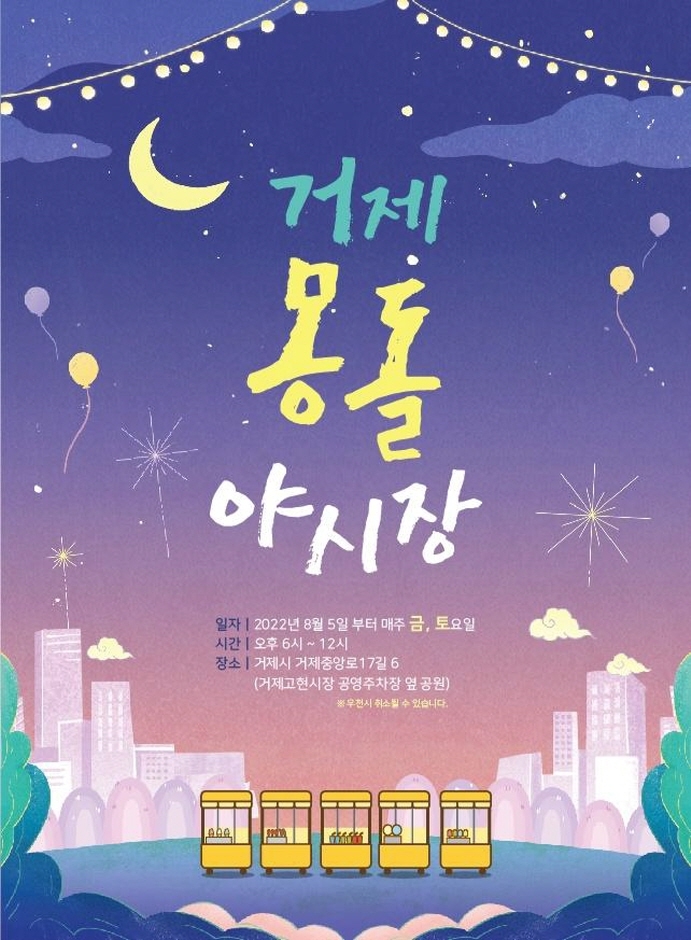 거제
몽돌
야시장
일자 | 2022년 8월 5일 부터 매주 금, 토요일
시간 | 오후 6시 ~ 12시
장소 | 거제시 거제중앙로17길 6
(거제고현시장 공영주차장 옆 공원)
※ 우천시 취소될 수 있습니다.